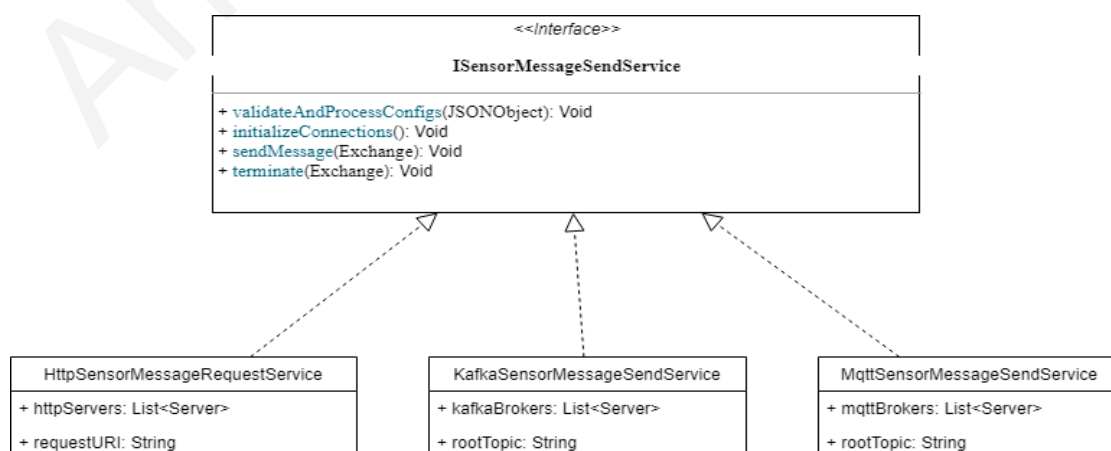 <<Interface>>
ISensorMessageSendService
+ validateAndProcessConfigs(JSONObject): Void
+ initializeConnections(): Void
+ sendMessage(Exchange): Void
+ terminate(Exchange): Void
HttpSensorMessageRequestService
+ httpServers: List<Server>
+ requestURI: String
KafkaSensorMessageSendService
+ kafkaBrokers: List<Server>
+ rootTopic: String
MqttSensorMessageSendService
+ mqttBrokers: List<Server>
+ rootTopic: String